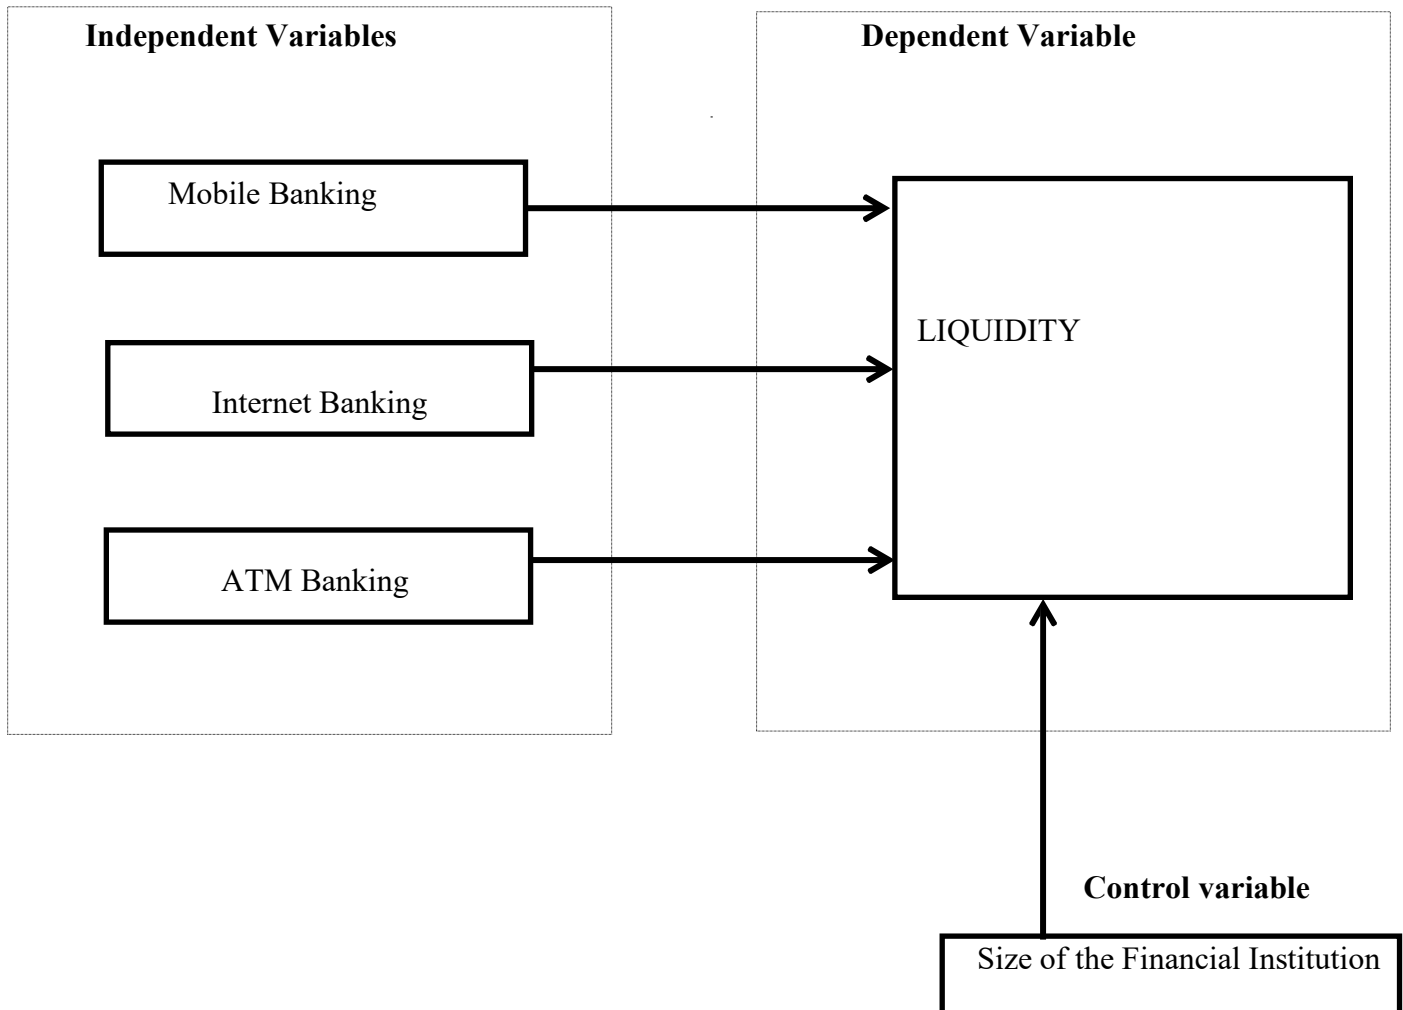 Independent Variables
Dependent Variable
Mobile Banking
LIQUIDITY
Internet Banking
ATM Banking
Control variable
Size of the Financial Institution